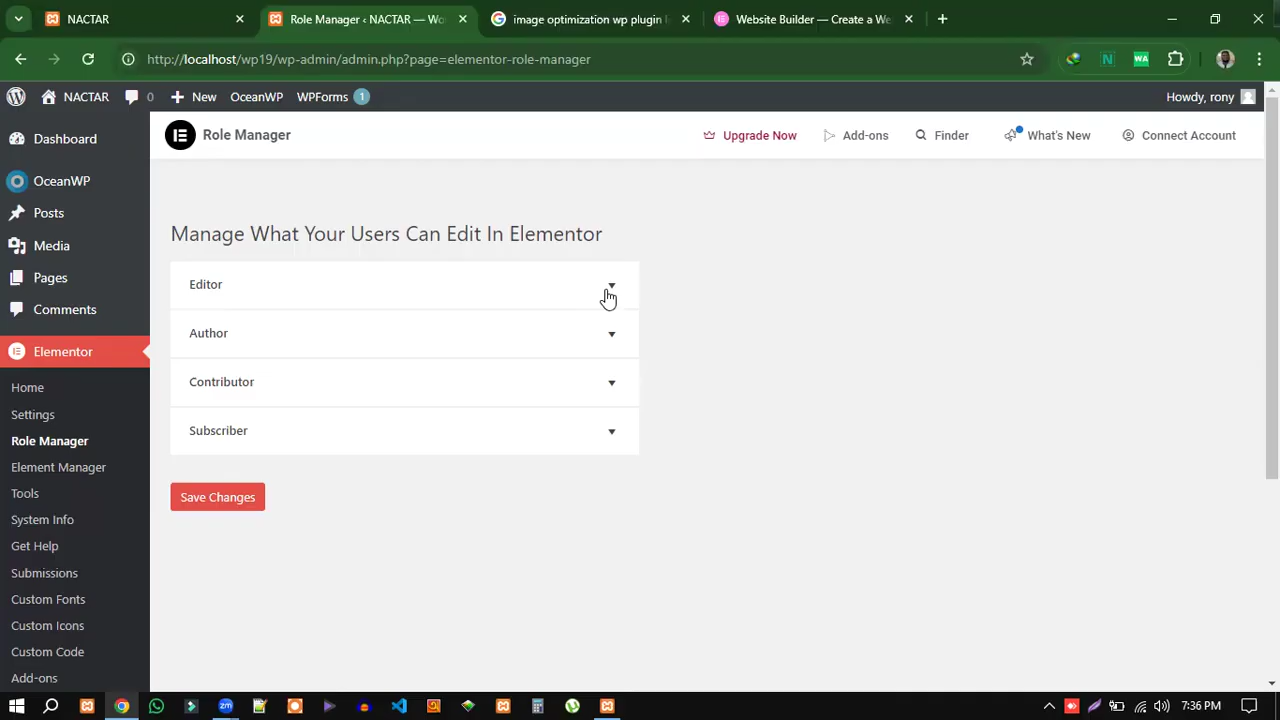 NACTAR
Role Manager ‹ NACTAR — Wo
image optimization wp plugin l
Website Builder — Create a We
http://localhost/wp19/wp-admin/admin.php?page=elementor-role-manager
N
WA
NACTAR
0
New
OceanWP
WPForms 1
Howdy, rony
Role Manager
Upgrade Now
Add-ons
Finder
What's New
Connect Account
Dashboard
OceanWP
Posts
Media
Pages
Comments
Elementor
Home
Settings
Role Manager
Element Manager
Tools
System Info
Get Help
Submissions
Custom Fonts
Custom Icons
Custom Code
Add-ons
Manage What Your Users Can Edit In Elementor
Editor
Author
Contributor
Subscriber
Save Changes
zm
7:36 PM